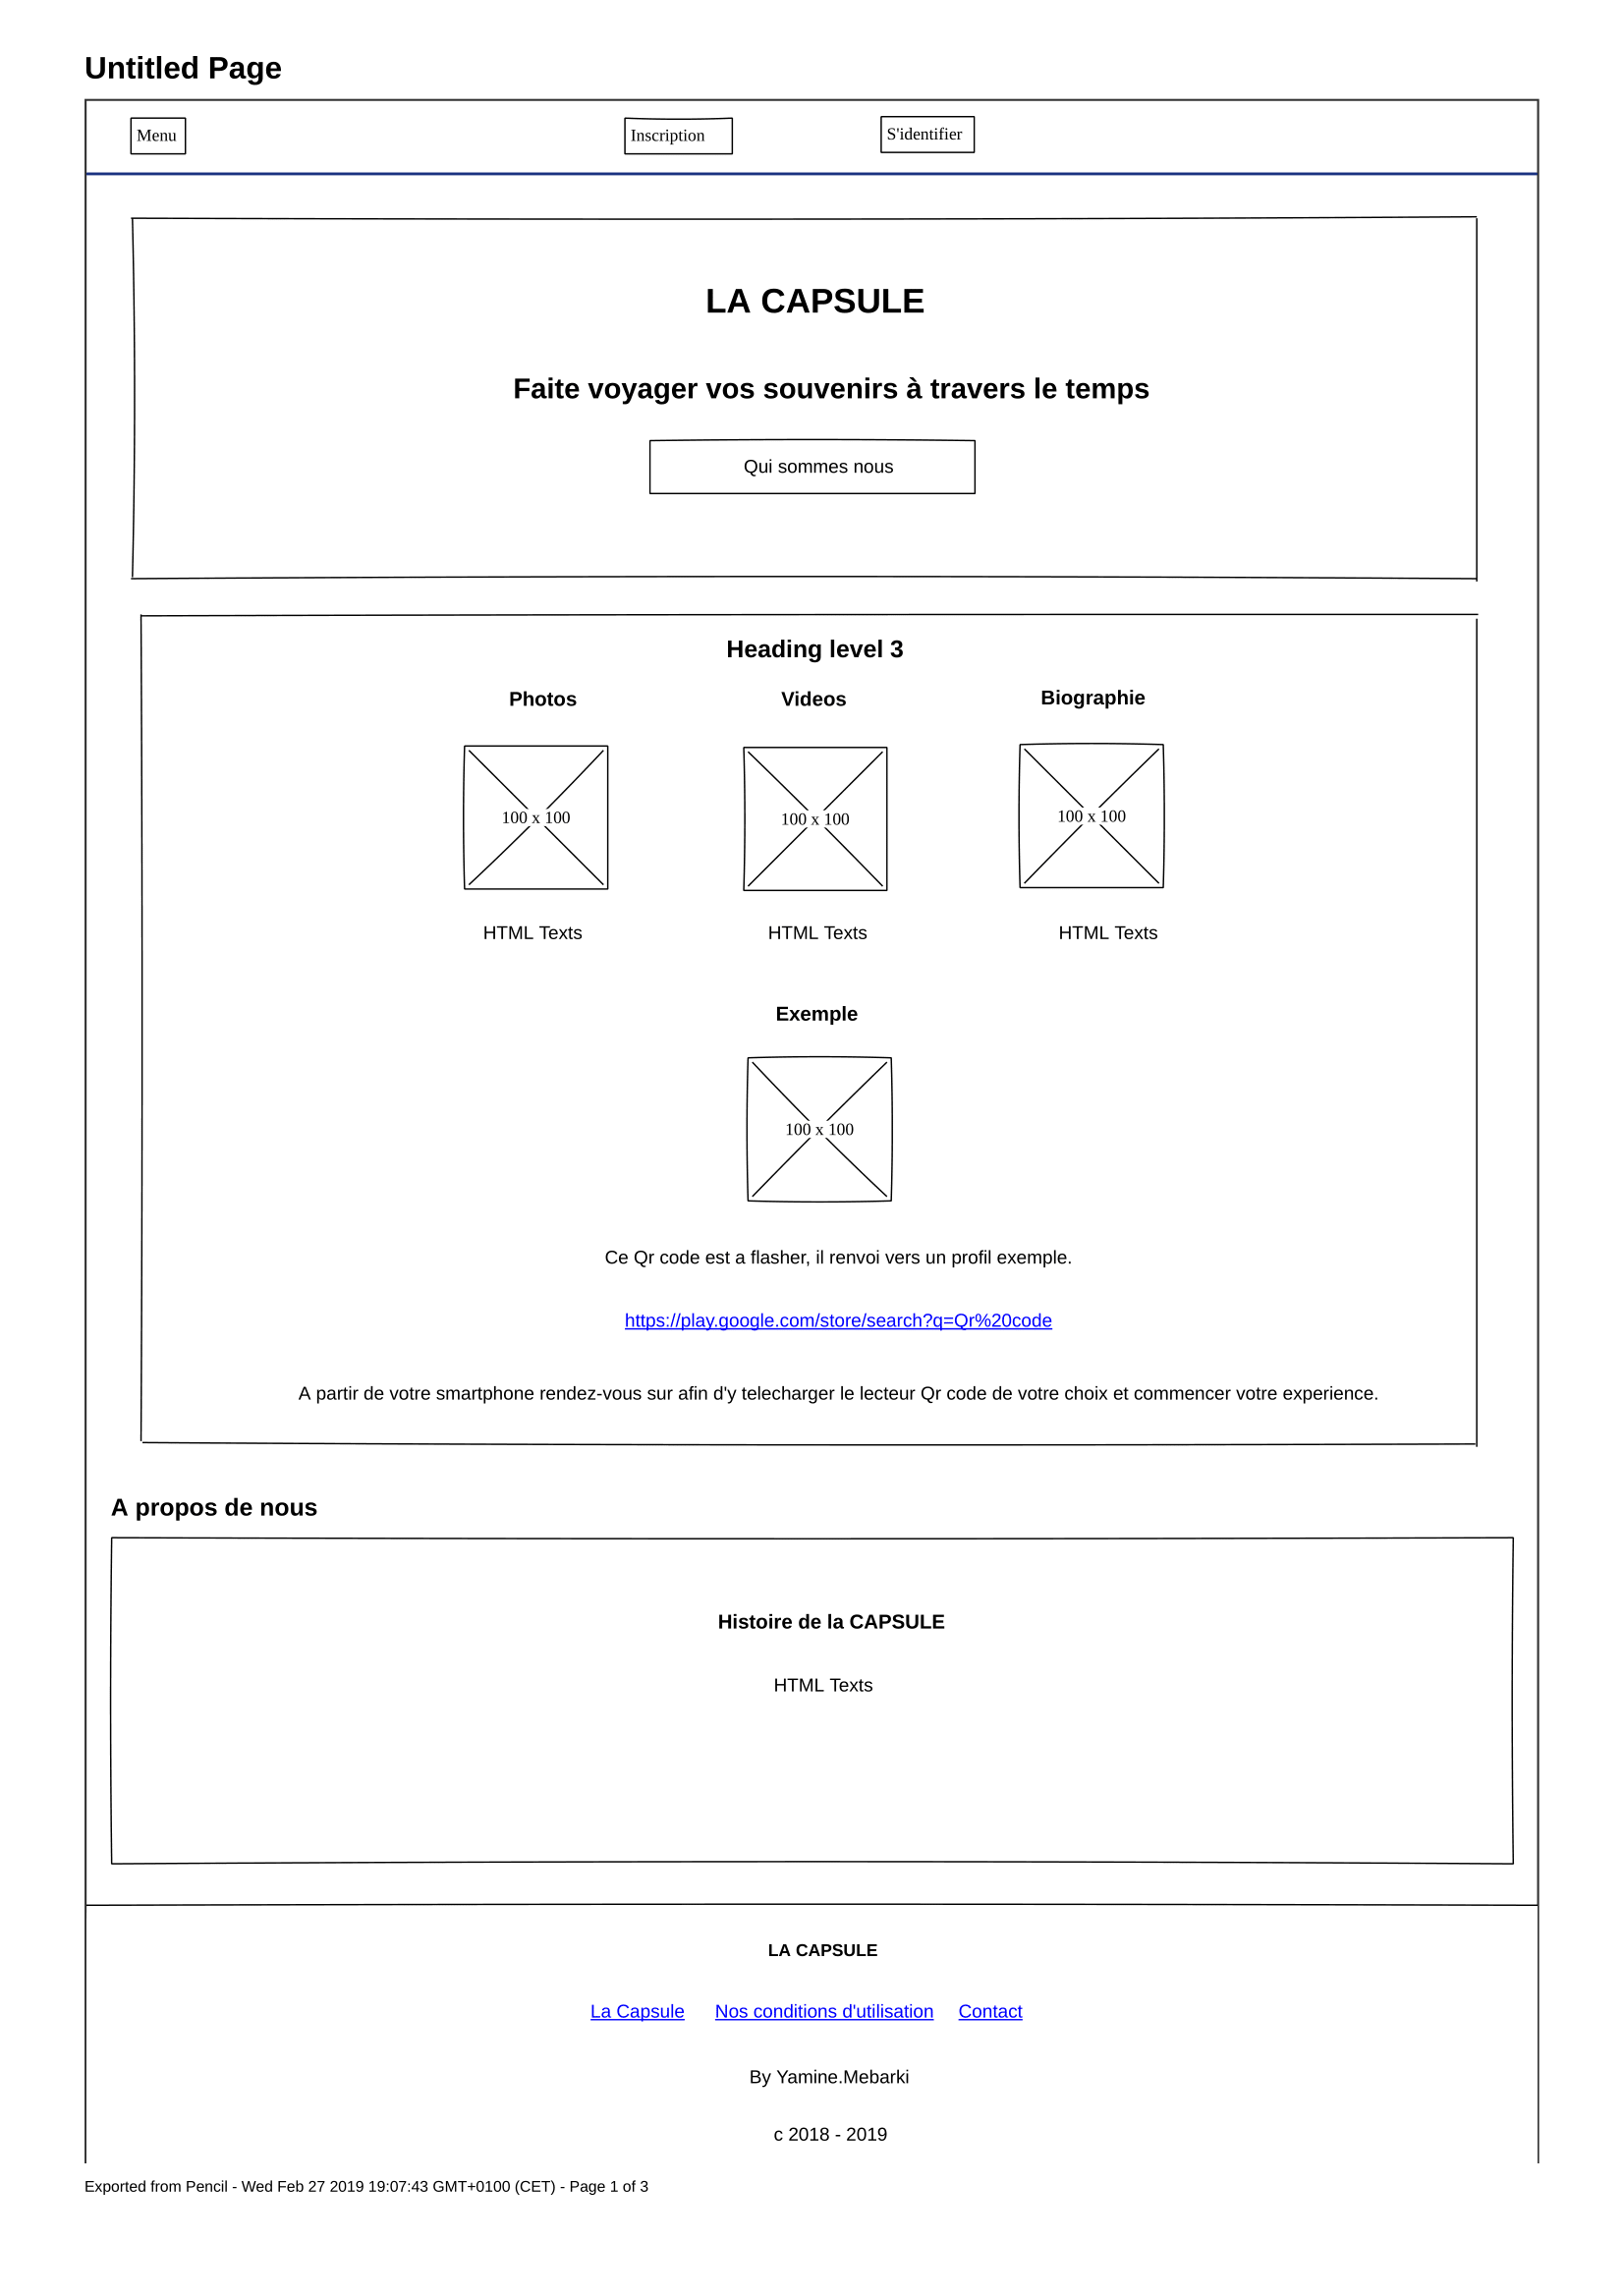 Untitled Page
Menu
Inscription
S'identifier
LA CAPSULE
Faite voyager vos souvenirs à travers le temps
Qui sommes nous
Heading level 3
Photos
Videos
Biographie
100 x 100
100 x 100
100 x 100
HTML Texts
HTML Texts
HTML Texts
Exemple
100 x 100
Ce Qr code est a flasher, il renvoi vers un profil exemple.
https://play.google.com/store/search?q=Qr%20code
A partir de votre smartphone rendez-vous sur afin d'y telecharger le lecteur Qr code de votre choix et commencer votre experience.
A propos de nous
Histoire de la CAPSULE
HTML Texts
LA CAPSULE
La Capsule Nos conditions d'utilisation Contact
By Yamine.Mebarki
c 2018 - 2019
Exported from Pencil - Wed Feb 27 2019 19:07:43 GMT+0100 (CET) - Page 1 of 3